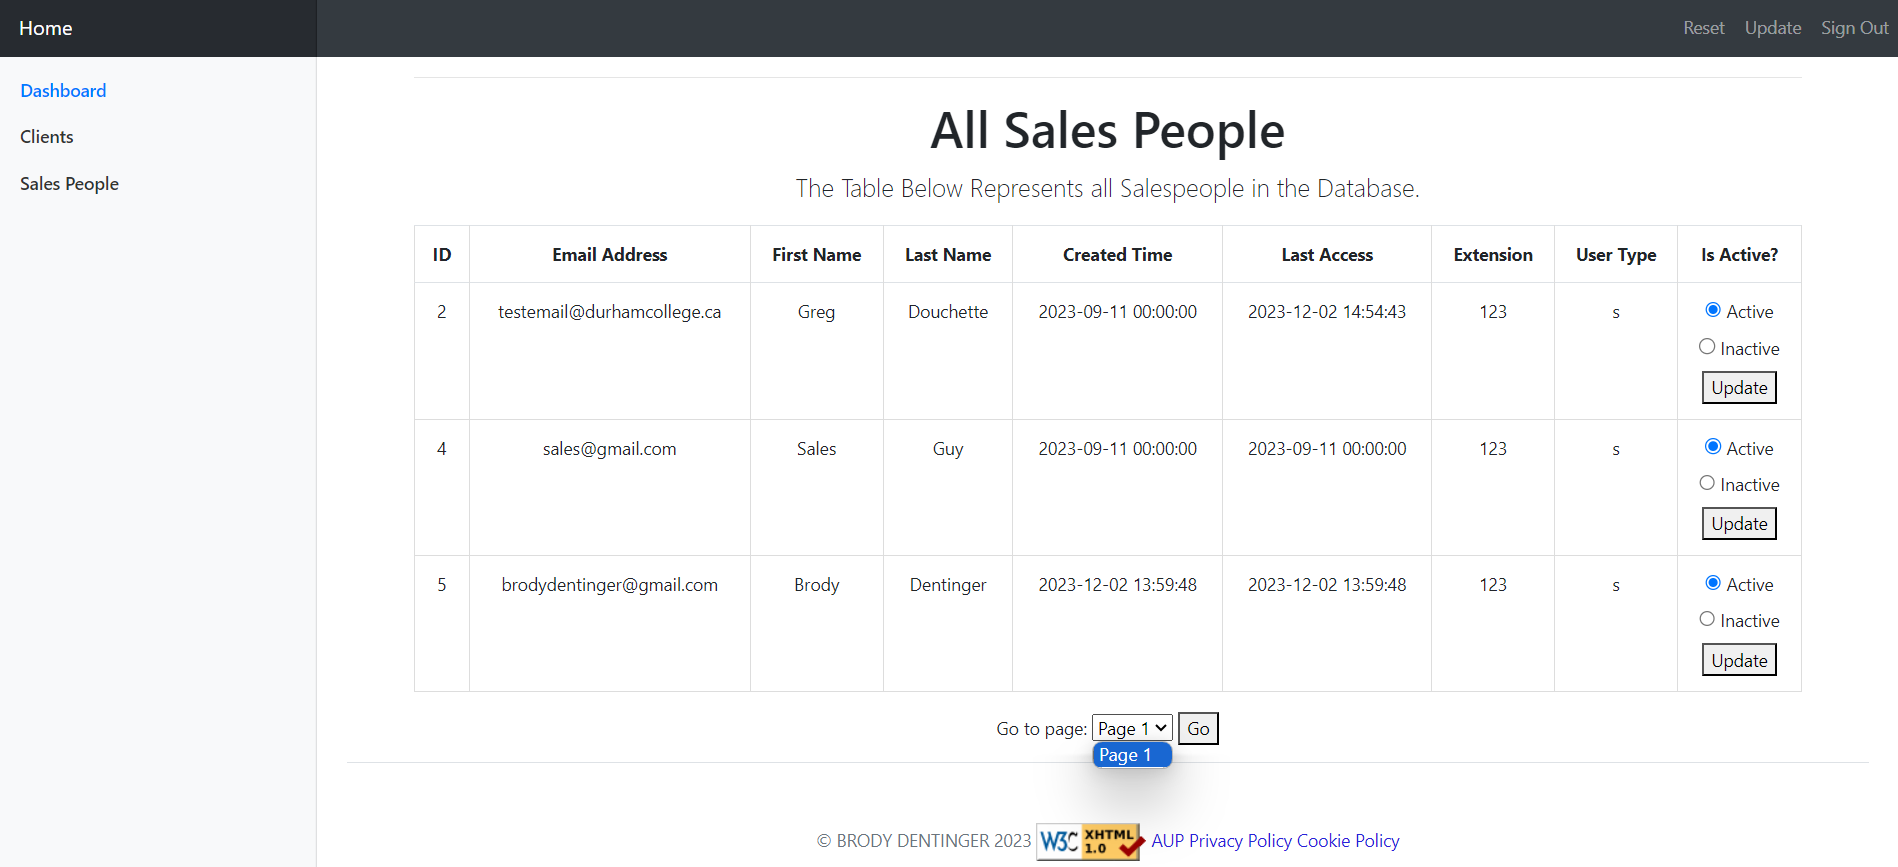 Home Reset Update Sign Out
Dashboard
Clients
Sales People
All Sales People
The Table Below Represents all Salespeople in the Database.
ID Email Address First Name Last Name Created Time Last Access Extension User Type Is Active?
2 testemail@durhamcollege.ca Greg Douchette 2023-09-11 00:00:00 2023-12-02 14:54:43 123 s Active
Inactive
Update
4 sales@gmail.com Sales Guy 2023-09-11 00:00:00 2023-09-11 00:00:00 123 s Active
Inactive
Update
5 brodydentinger@gmail.com Brody Dentinger 2023-12-02 13:59:48 2023-12-02 13:59:48 123 s Active
Inactive
Update
Go to page: Page 1 Go
Page 1
© BRODY DENTINGER 2023 W3C XHTML 1.0 AUP Privacy Policy Cookie Policy